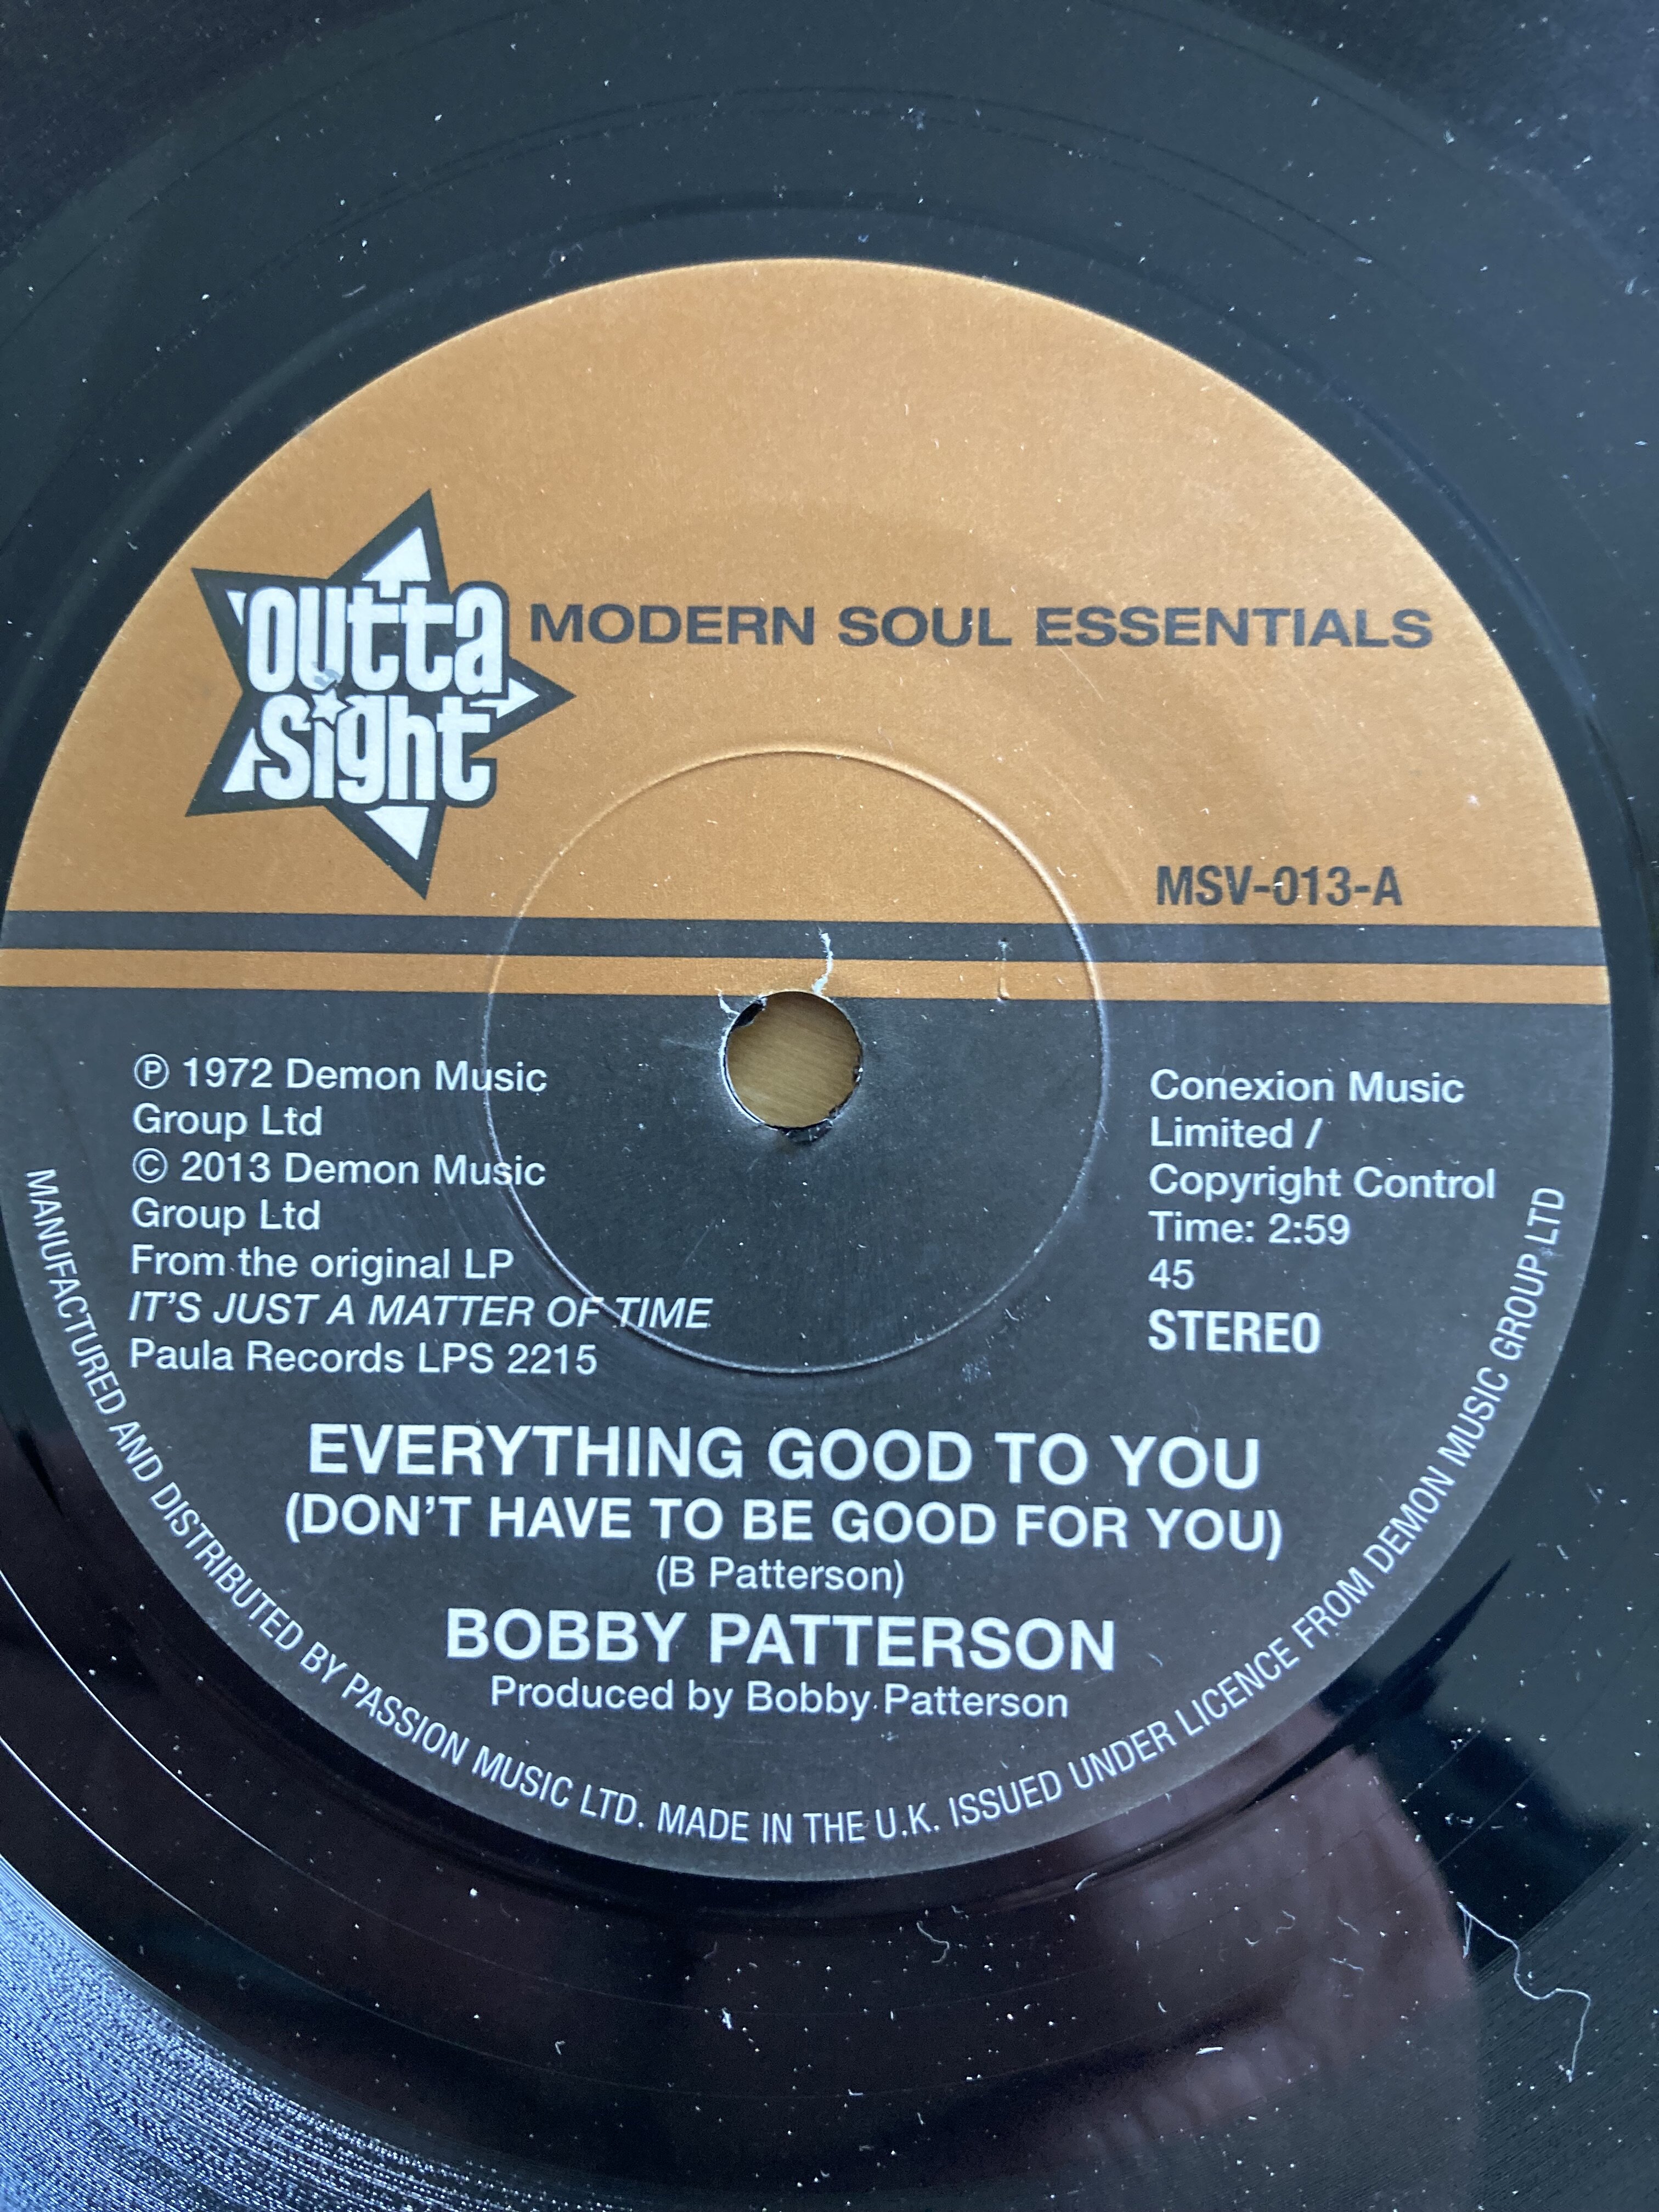 outta
sight
MODERN SOUL ESSENTIALS
MSV-013-A
℗ 1972 Demon Music
Group Ltd
© 2013 Demon Music
Group Ltd
From the original LP
IT'S JUST A MATTER OF TIME
Paula Records LPS 2215
Conexion Music
Limited /
Copyright Control
Time: 2:59
45
STEREO
EVERYTHING GOOD TO YOU
(DON'T HAVE TO BE GOOD FOR YOU)
(B Patterson)
BOBBY PATTERSON
Produced by Bobby Patterson
MANUFACTURED AND DISTRIBUTED BY PASSION MUSIC LTD. MADE IN THE U.K. ISSUED UNDER LICENCE FROM DEMON MUSIC GROUP LTD